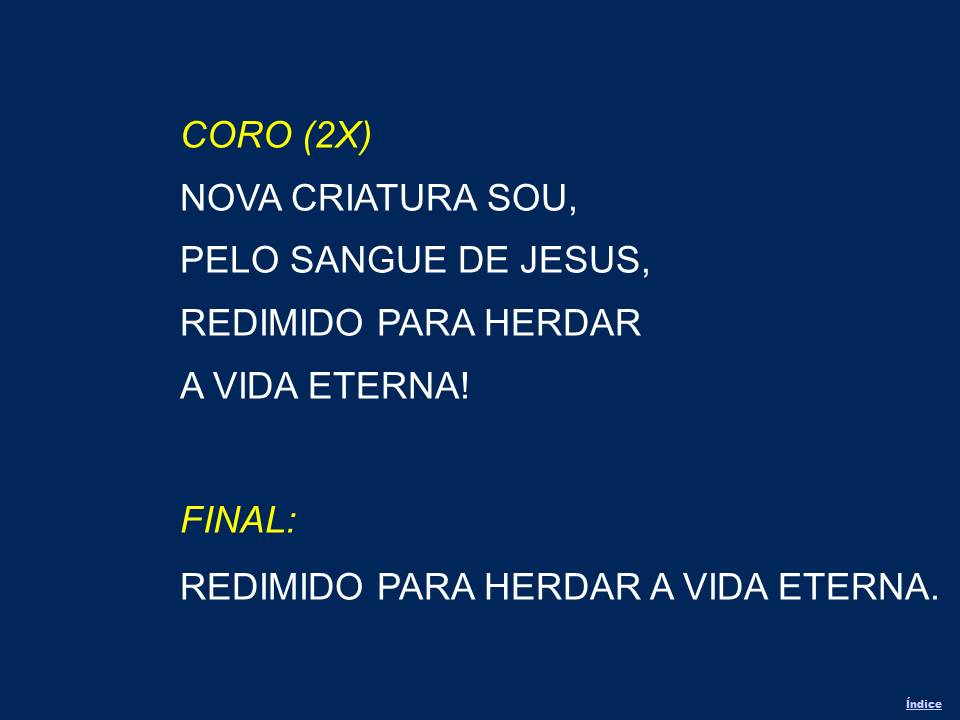 CORO (2X)
NOVA CRIATURA SOU,
PELO SANGUE DE JESUS,
REDIMIDO PARA HERDAR
A VIDA ETERNA!
FINAL:
REDIMIDO PARA HERDAR A VIDA ETERNA.
Índice